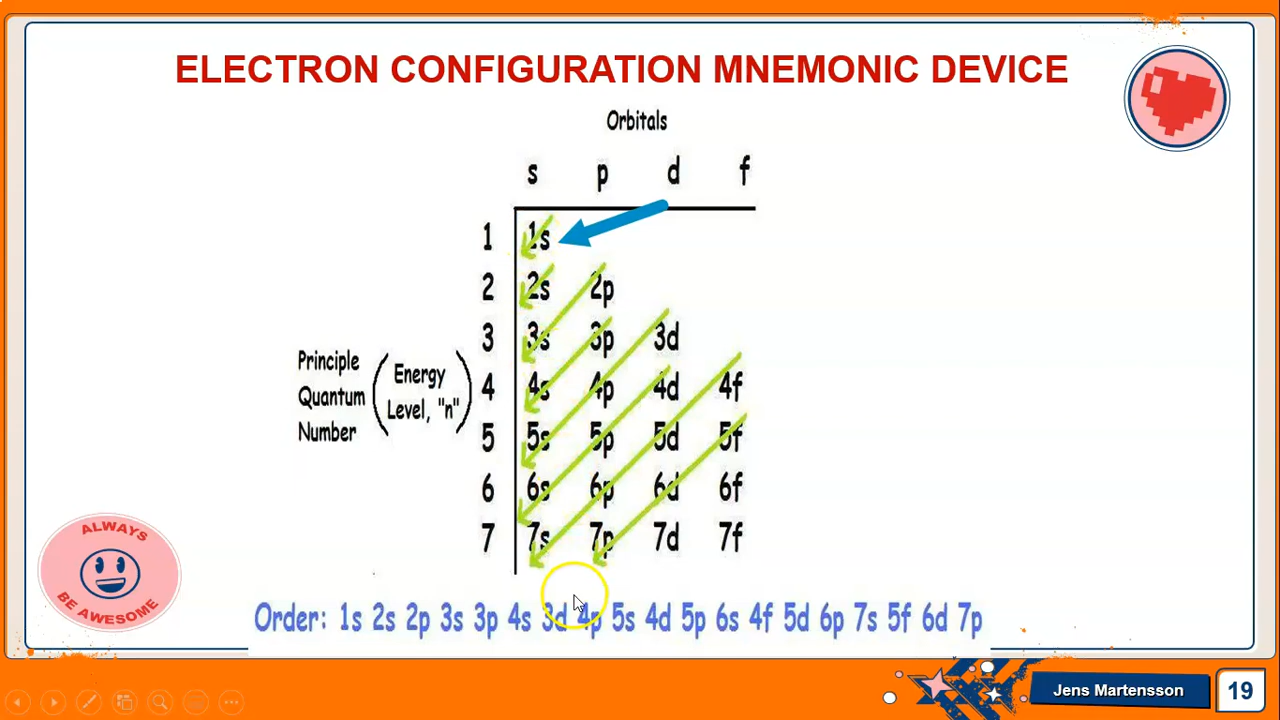 ELECTRON CONFIGURATION MNEMONIC DEVICE
Orbitals
s p d f
1 1s
2 2s 2p
3 3s 3p 3d
4 4s 4p 4d 4f
5 5s 5p 5d 5f
6 6s 6p 6d 6f
7 7s 7p 7d 7f
Principle
Quantum
Number
Energy
Level, "n"
ALWAYS
BE AWESOME
Order: 1s 2s 2p 3s 3p 4s 3d 4p 5s 4d 5p 6s 4f 5d 6p 7s 5f 6d 7p
Jens Martensson
19